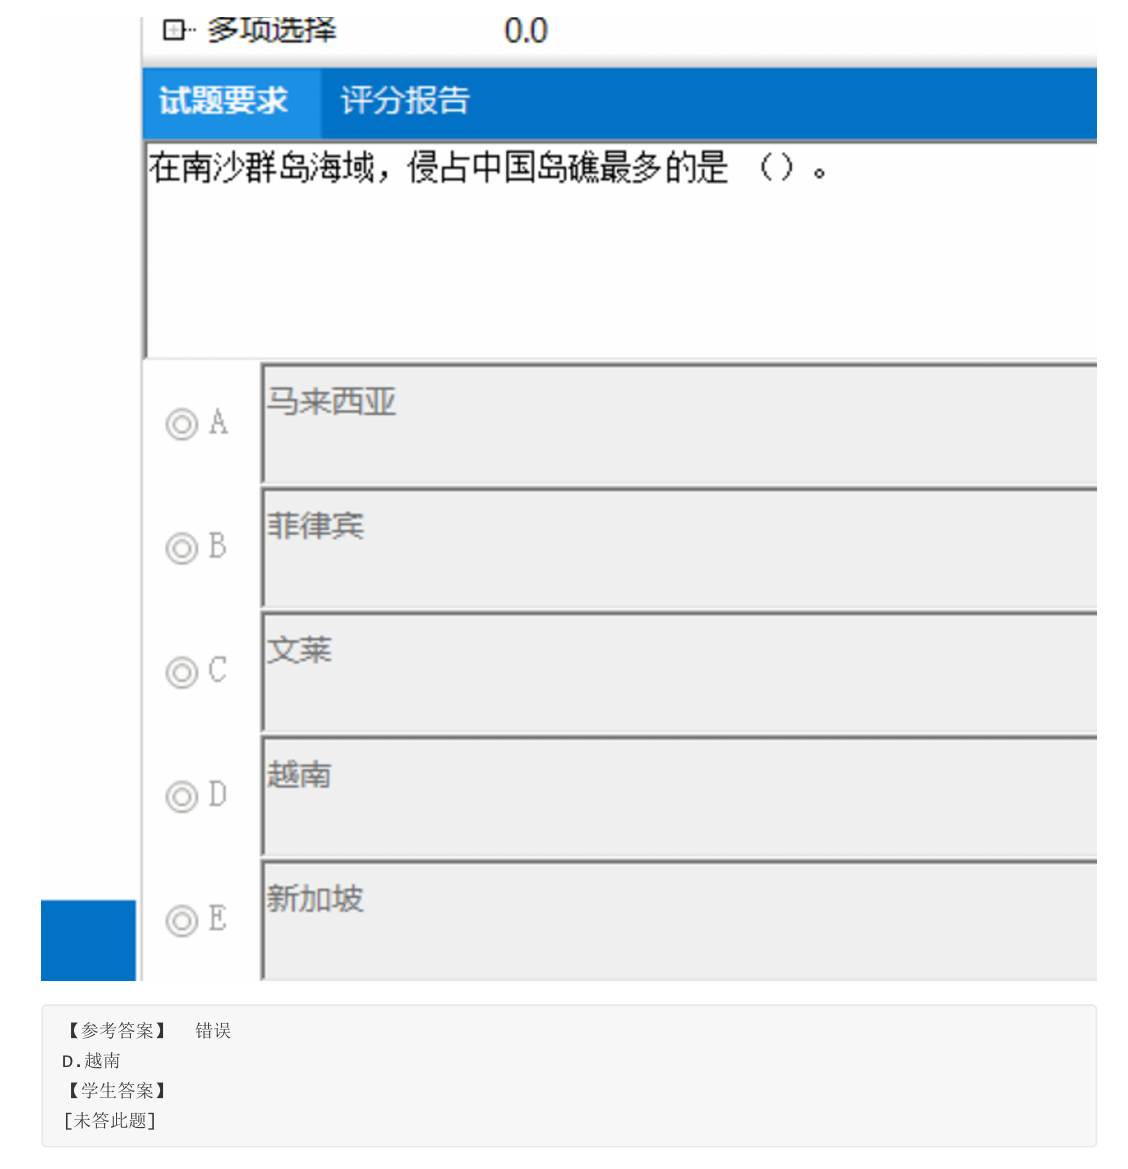 多项选择 0.0
试题要求 评分报告
在南沙群岛海域，侵占中国岛礁最多的是 （）。
A 马来西亚
B 菲律宾
C 文莱
D 越南
E 新加坡
【参考答案】 错误
D.越南
【学生答案】
[未答此题]